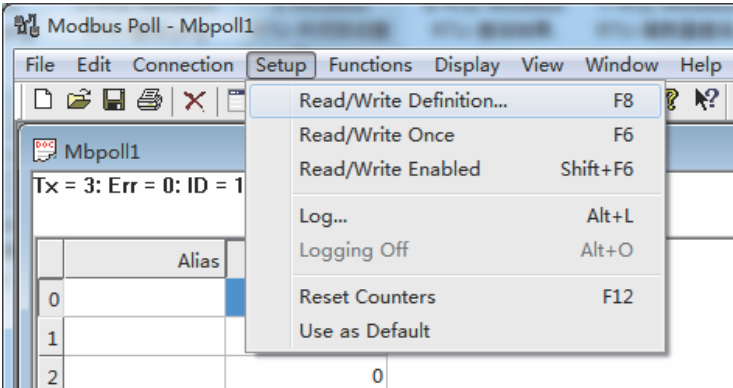 Modbus Poll - Mbpoll1
File Edit Connection Setup Functions Display View Window Help
Read/Write Definition... F8
Read/Write Once F6
Read/Write Enabled Shift+F6
Log... Alt+L
Logging Off Alt+O
Reset Counters F12
Use as Default
DOC
Mbpoll1
Tx = 3: Err = 0: ID = 1
Alias
0
1
2 0